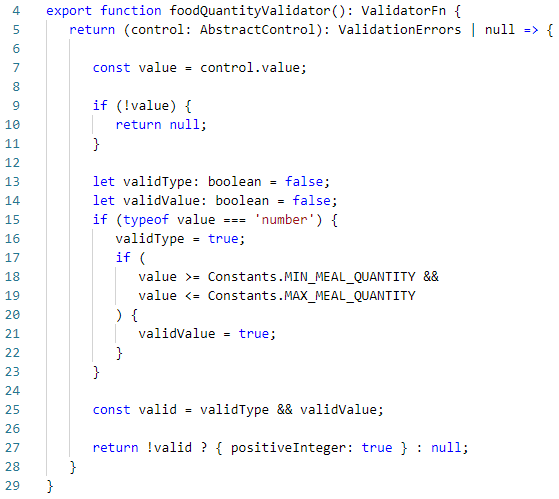 4 export function foodQuantityValidator(): ValidatorFn {
5 return (control: AbstractControl): ValidationErrors | null => {
6
7 const value = control.value;
8
9 if (!value) {
10 return null;
11 }
12
13 let validType: boolean = false;
14 let validValue: boolean = false;
15 if (typeof value === 'number') {
16 validType = true;
17 if (
18 value >= Constants.MIN_MEAL_QUANTITY &&
19 value <= Constants.MAX_MEAL_QUANTITY
20 ) {
21 validValue = true;
22 }
23 }
24
25 const valid = validType && validValue;
26
27 return !valid ? { positiveInteger: true } : null;
28 }
29 }